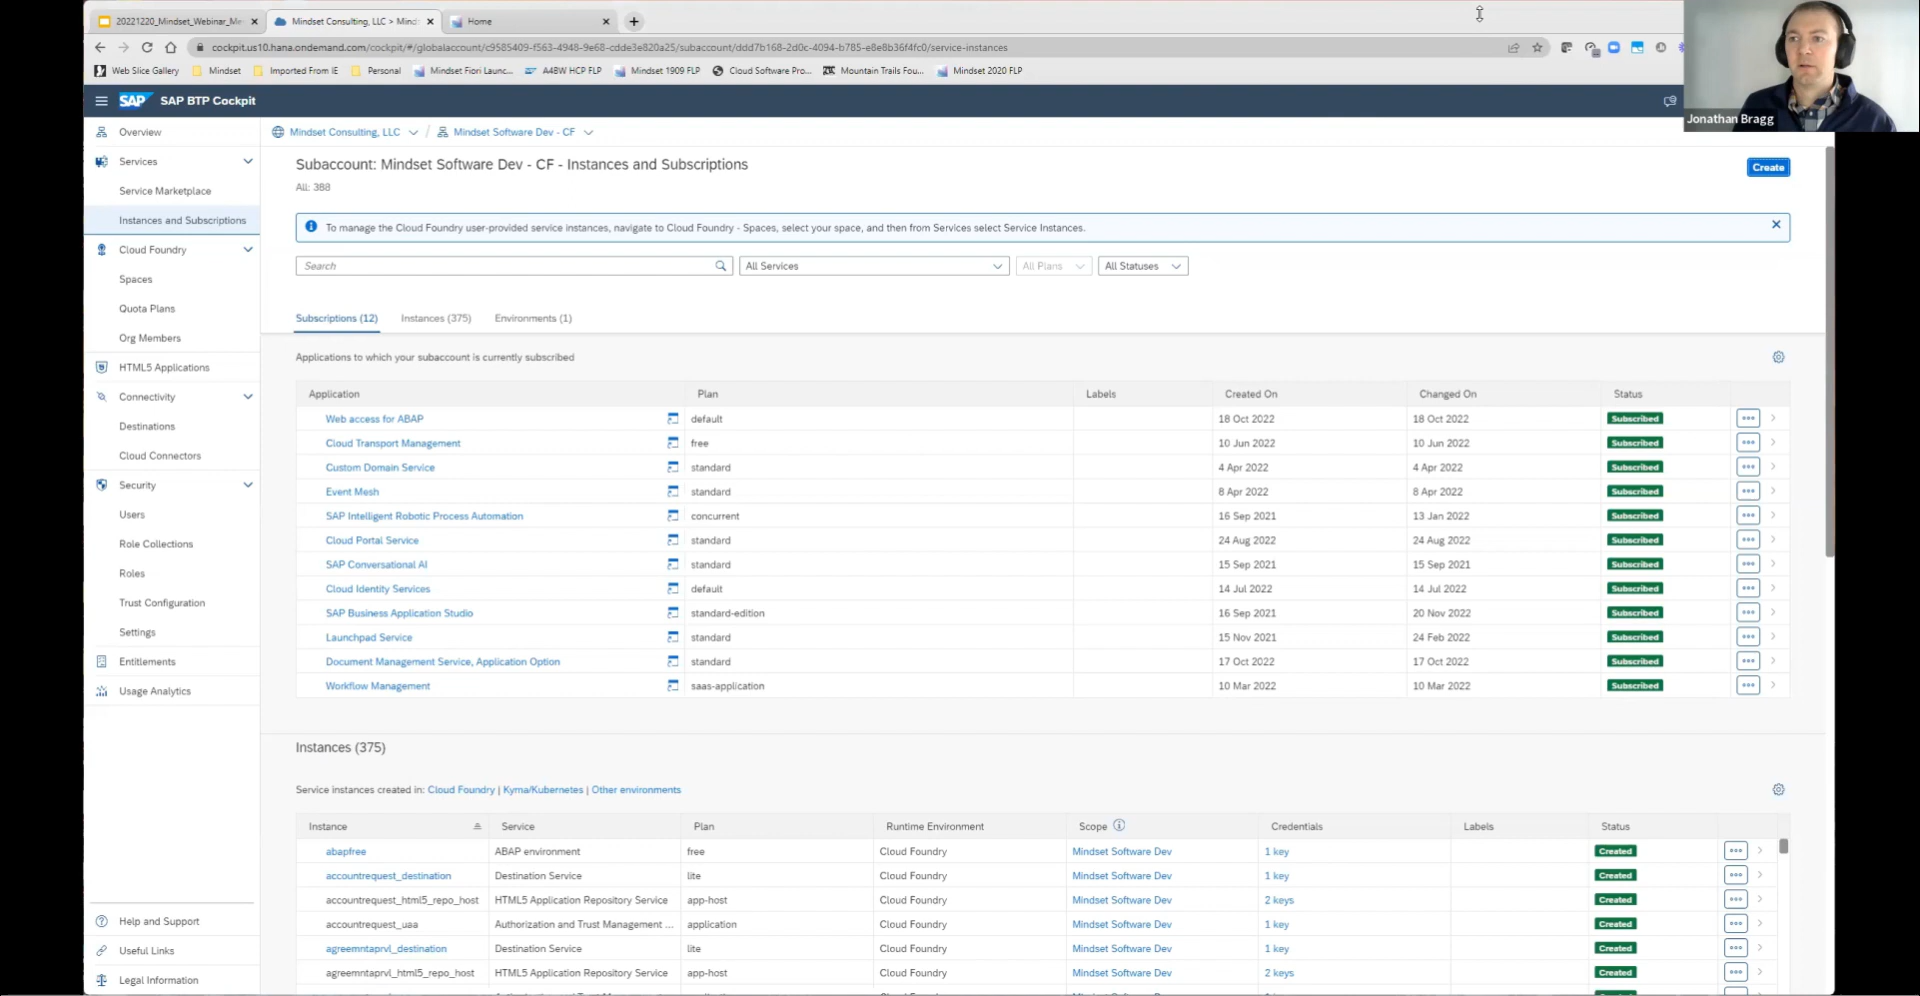 20221220_Mindset_Webinar_Me
Mindset Consulting, LLC > Mind
Home
cockpit.us10.hana.ondemand.com/cockpit/#/globalaccount/c9585409-f563-4948-9e68-cdde3e820a25/subaccount/ddd7b168-2d0c-4094-b785-e8e8b36f4fc0/service-instances
Web Slice Gallery Mindset Imported From IE Personal Mindset Fiori Launc... A4BW HCP FLP Mindset 1909 FLP Cloud Software Pro... Mountain Trails Fou... Mindset 2020 FLP
SAP SAP BTP Cockpit
Jonathan Bragg
Overview
Services
Service Marketplace
Instances and Subscriptions
Cloud Foundry
Spaces
Quota Plans
Org Members
HTML5 Applications
Connectivity
Destinations
Cloud Connectors
Security
Users
Role Collections
Roles
Trust Configuration
Settings
Entitlements
Usage Analytics
Help and Support
Useful Links
Legal Information
Mindset Consulting, LLC / Mindset Software Dev - CF
Subaccount: Mindset Software Dev - CF - Instances and Subscriptions
Create
All: 388
To manage the Cloud Foundry user-provided service instances, navigate to Cloud Foundry - Spaces, select your space, and then from Services select Service Instances.
Search All Services All Plans All Statuses
Subscriptions (12) Instances (375) Environments (1)
Applications to which your subaccount is currently subscribed
Application Plan Labels Created On Changed On Status
Web access for ABAP default 18 Oct 2022 18 Oct 2022 Subscribed
Cloud Transport Management free 10 Jun 2022 10 Jun 2022 Subscribed
Custom Domain Service standard 4 Apr 2022 4 Apr 2022 Subscribed
Event Mesh standard 8 Apr 2022 8 Apr 2022 Subscribed
SAP Intelligent Robotic Process Automation concurrent 16 Sep 2021 13 Jan 2022 Subscribed
Cloud Portal Service standard 24 Aug 2022 24 Aug 2022 Subscribed
SAP Conversational AI standard 15 Sep 2021 15 Sep 2021 Subscribed
Cloud Identity Services default 14 Jul 2022 14 Jul 2022 Subscribed
SAP Business Application Studio standard-edition 16 Sep 2021 20 Nov 2022 Subscribed
Launchpad Service standard 15 Nov 2021 24 Feb 2022 Subscribed
Document Management Service, Application Option standard 17 Oct 2022 17 Oct 2022 Subscribed
Workflow Management saas-application 10 Mar 2022 10 Mar 2022 Subscribed
Instances (375)
Service instances created in: Cloud Foundry | Kyma/Kubernetes | Other environments
Instance Service Plan Runtime Environment Scope Credentials Labels Status
abapfree ABAP environment free Cloud Foundry Mindset Software Dev 1 key Created
accountrequest_destination Destination Service lite Cloud Foundry Mindset Software Dev 1 key Created
accountrequest_html5_repo_host HTML5 Application Repository Service app-host Cloud Foundry Mindset Software Dev 2 keys Created
accountrequest_uaa Authorization and Trust Management ... application Cloud Foundry Mindset Software Dev 1 key Created
agreemntaprvl_destination Destination Service lite Cloud Foundry Mindset Software Dev 1 key Created
agreemntaprvl_html5_repo_host HTML5 Application Repository Service app-host Cloud Foundry Mindset Software Dev 2 keys Created